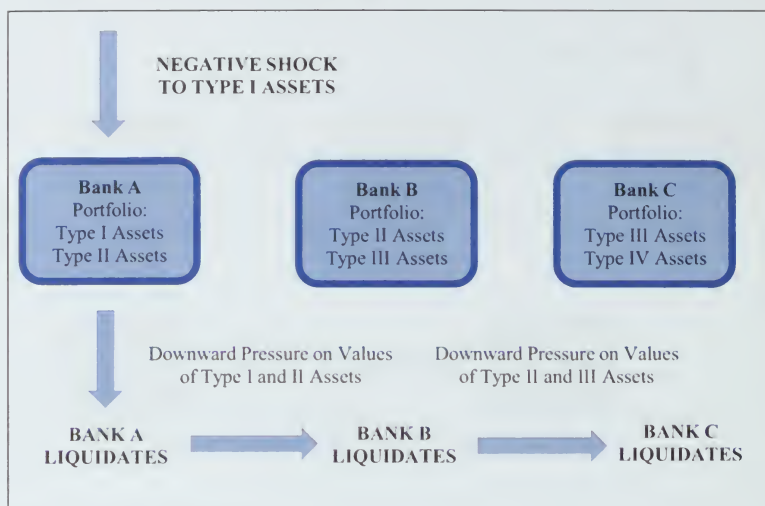 NEGATIVE SHOCK
TO TYPE I ASSETS
Bank A
Portfolio:
Type I Assets
Type II Assets
Bank B
Portfolio:
Type II Assets
Type III Assets
Bank C
Portfolio:
Type III Assets
Type IV Assets
Downward Pressure on Values
of Type I and II Assets
Downward Pressure on Values
of Type II and III Assets
BANK A
LIQUIDATES
BANK B
LIQUIDATES
BANK C
LIQUIDATES